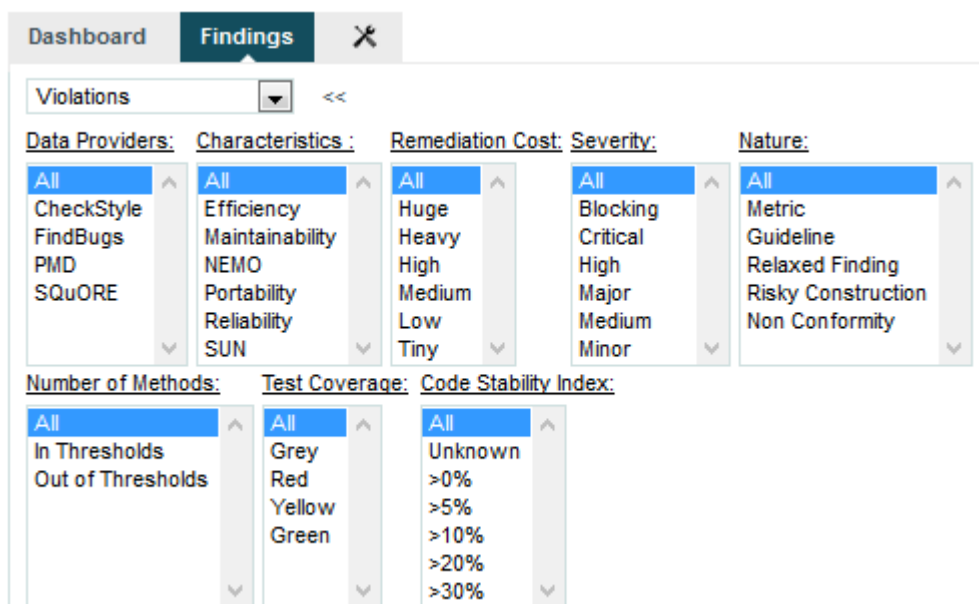 Dashboard Findings
Violations <<
Data Providers:
All
CheckStyle
FindBugs
PMD
SQuORE
Characteristics :
All
Efficiency
Maintainability
NEMO
Portability
Reliability
SUN
Remediation Cost:
All
Huge
Heavy
High
Medium
Low
Tiny
Severity:
All
Blocking
Critical
High
Major
Medium
Minor
Nature:
All
Metric
Guideline
Relaxed Finding
Risky Construction
Non Conformity
Number of Methods:
All
In Thresholds
Out of Thresholds
Test Coverage:
All
Grey
Red
Yellow
Green
Code Stability Index:
All
Unknown
>0%
>5%
>10%
>20%
>30%